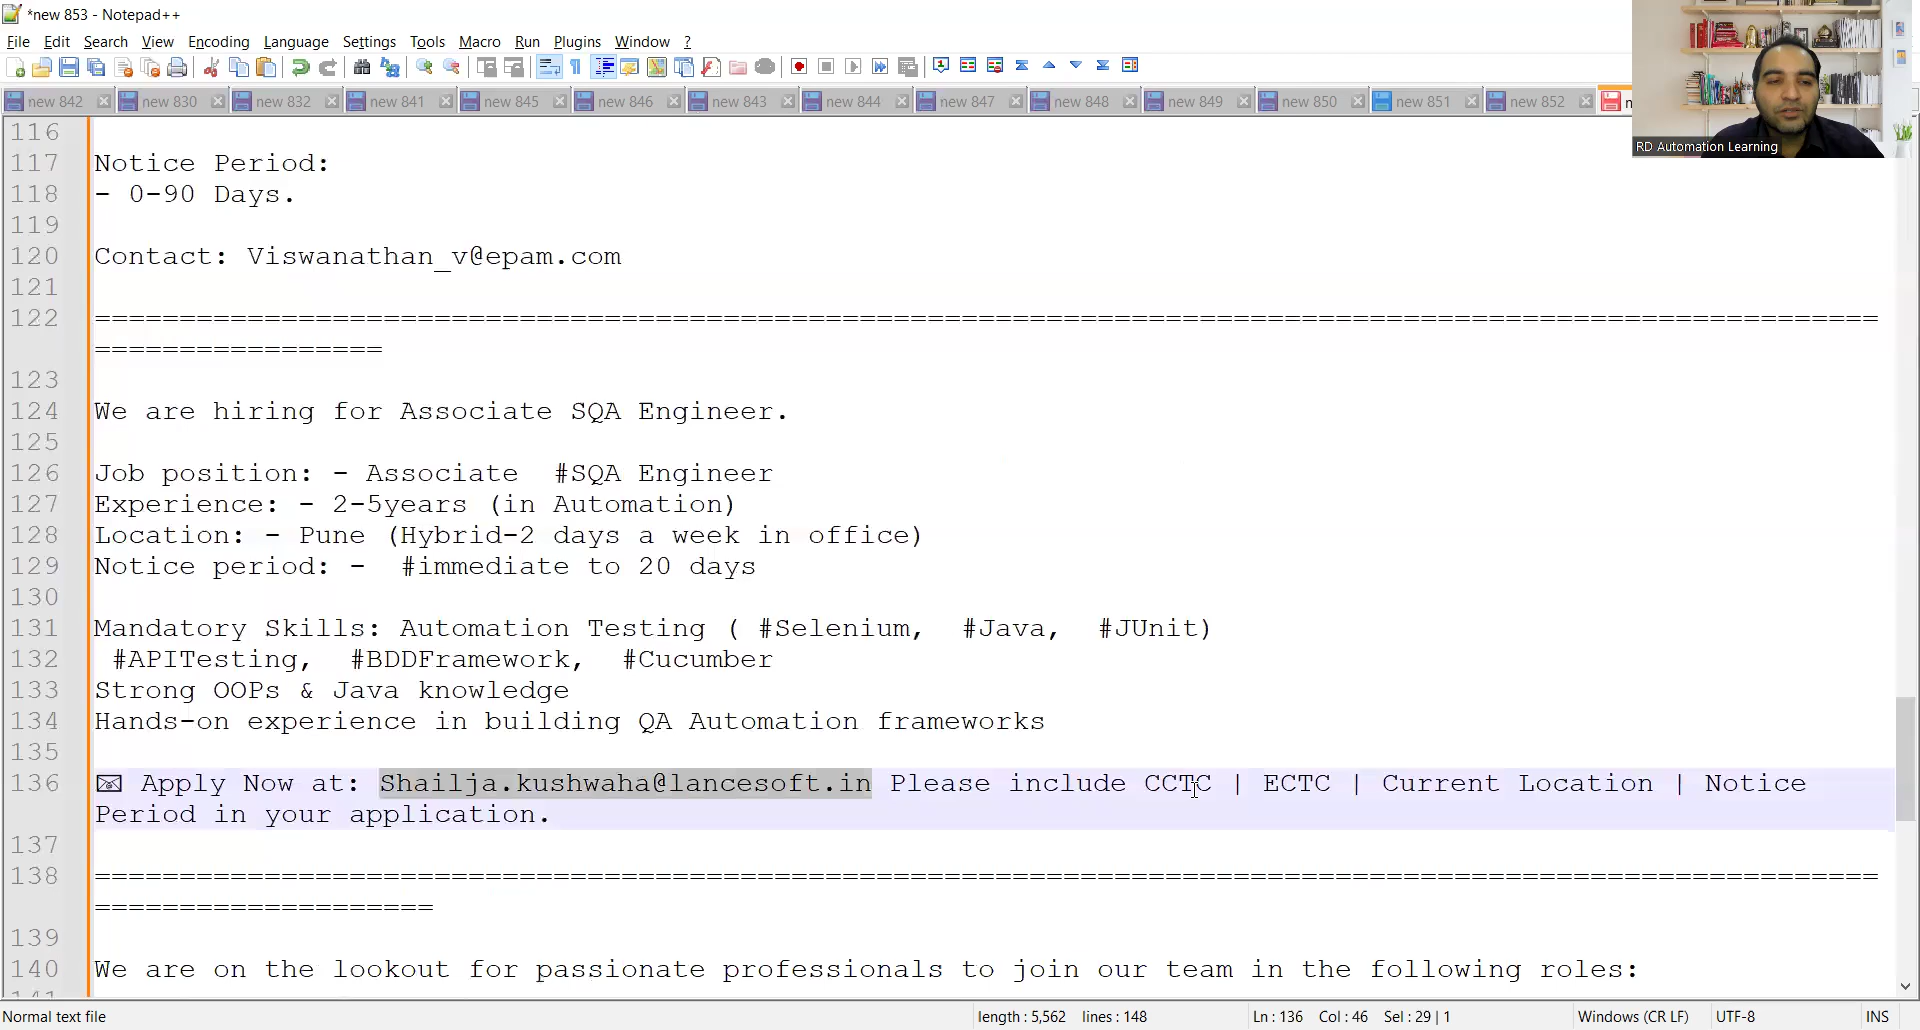 *new 853 - Notepad++
File Edit Search View Encoding Language Settings Tools Macro Run Plugins Window ?
new 842 new 830 new 832 new 841 new 845 new 846 new 843 new 844 new 847 new 848 new 849 new 850 new 851 new 852
RD Automation Learning
116
117 Notice Period:
118 - 0-90 Days.
119
120 Contact: Viswanathan_v@epam.com
121
122 =========================================================================================================
=================
123
124 We are hiring for Associate SQA Engineer.
125
126 Job position: - Associate  #SQA Engineer
127 Experience: - 2-5years (in Automation)
128 Location: - Pune (Hybrid-2 days a week in office)
129 Notice period: -  #immediate to 20 days
130
131 Mandatory Skills: Automation Testing ( #Selenium,  #Java,  #JUnit)
132  #APITesting,  #BDDFramework,  #Cucumber
133 Strong OOPs & Java knowledge
134 Hands-on experience in building QA Automation frameworks
135
136 ✉ Apply Now at: Shailja.kushwaha@lancesoft.in Please include CCTC | ECTC | Current Location | Notice
Period in your application.
137
138 =========================================================================================================
====================
139
140 We are on the lookout for passionate professionals to join our team in the following roles:
Normal text file length : 5,562 lines : 148 Ln : 136 Col : 46 Sel : 29 | 1 Windows (CR LF) UTF-8 INS